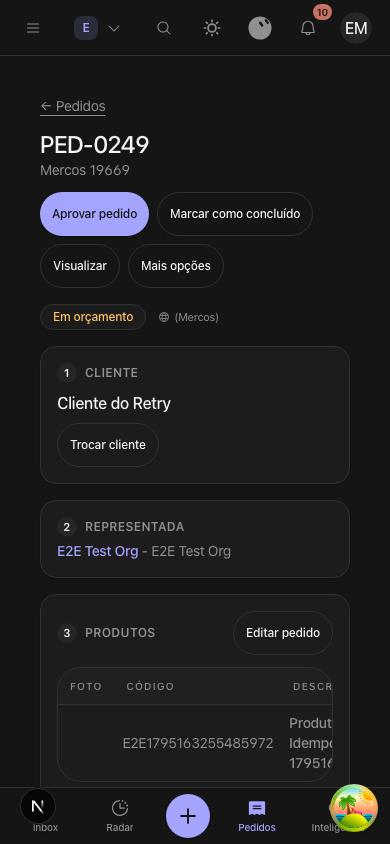 E
10
EM
← Pedidos
PED-0249
Mercos 19669
Aprovar pedido
Marcar como concluído
Visualizar
Mais opções
Em orçamento
(Mercos)
1 CLIENTE
Cliente do Retry
Trocar cliente
2 REPRESENTADA
E2E Test Org - E2E Test Org
3 PRODUTOS
Editar pedido
FOTO CÓDIGO DESCR
Produt
E2E1795163255485972
Idempo
179516
N
Inbox
Radar
Pedidos
Intelig